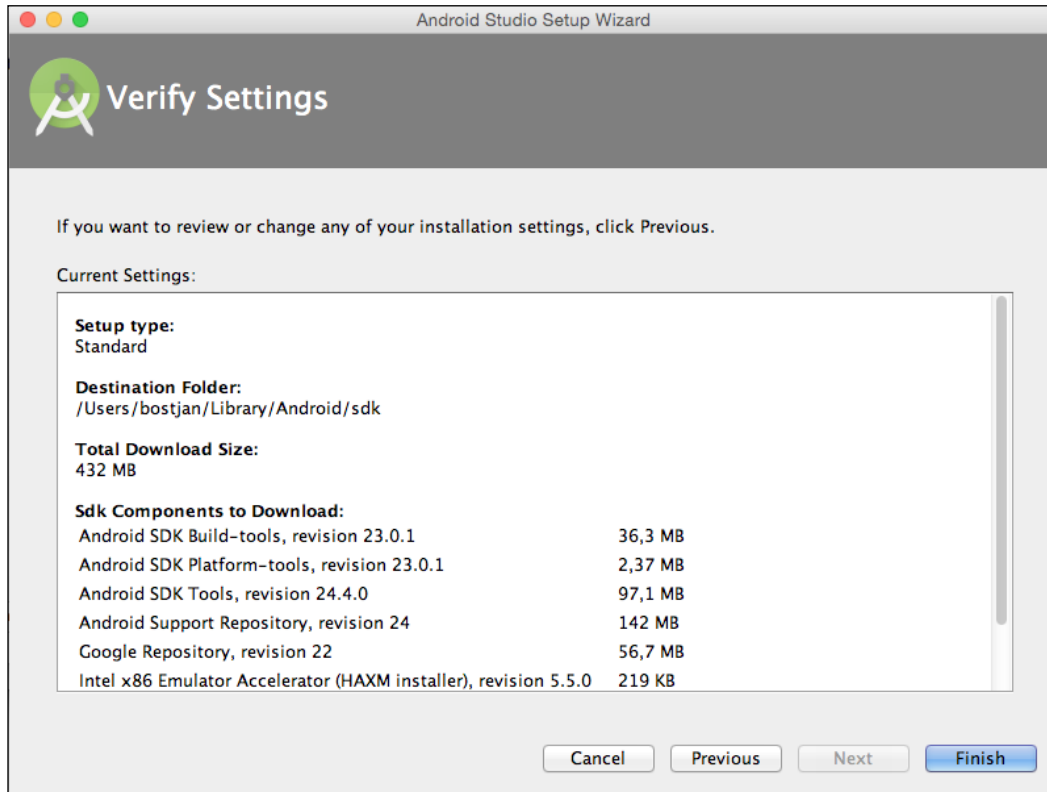 Android Studio Setup Wizard
Verify Settings
If you want to review or change any of your installation settings, click Previous.
Current Settings:
Setup type:
Standard
Destination Folder:
/Users/bostjan/Library/Android/sdk
Total Download Size:
432 MB
Sdk Components to Download:
Android SDK Build-tools, revision 23.0.1 36,3 MB
Android SDK Platform-tools, revision 23.0.1 2,37 MB
Android SDK Tools, revision 24.4.0 97,1 MB
Android Support Repository, revision 24 142 MB
Google Repository, revision 22 56,7 MB
Intel x86 Emulator Accelerator (HAXM installer), revision 5.5.0 219 KB
Cancel Previous Next Finish